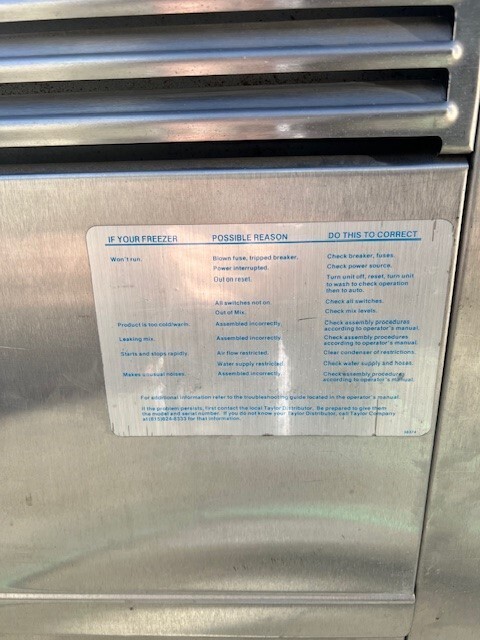 IF YOUR FREEZER POSSIBLE REASON DO THIS TO CORRECT
Won't run. Blown fuse, tripped breaker. Check breaker, fuses.
Power interrupted. Check power source.
Out on reset. Turn unit off, reset, turn unit
to wash to check operation
then to auto.
All switches not on. Check all switches.
Out of Mix. Check mix levels.
Product is too cold/warm. Assembled incorrectly. Check assembly procedures
according to operator's manual.
Leaking mix. Assembled incorrectly. Check assembly procedures
according to operator's manual.
Starts and stops rapidly. Air flow restricted. Clear condenser of restrictions.
Water supply restricted. Check water supply and hoses.
Makes unusual noises. Assembled incorrectly. Check assembly procedures
according to operator's manual.
For additional information refer to the troubleshooting guide located in the operator's manual.
If the problem persists, first contact the local Taylor Distributor. Be prepared to give them
the model and serial number. If you do not know your Taylor Distributor, call Taylor Company
for that information.